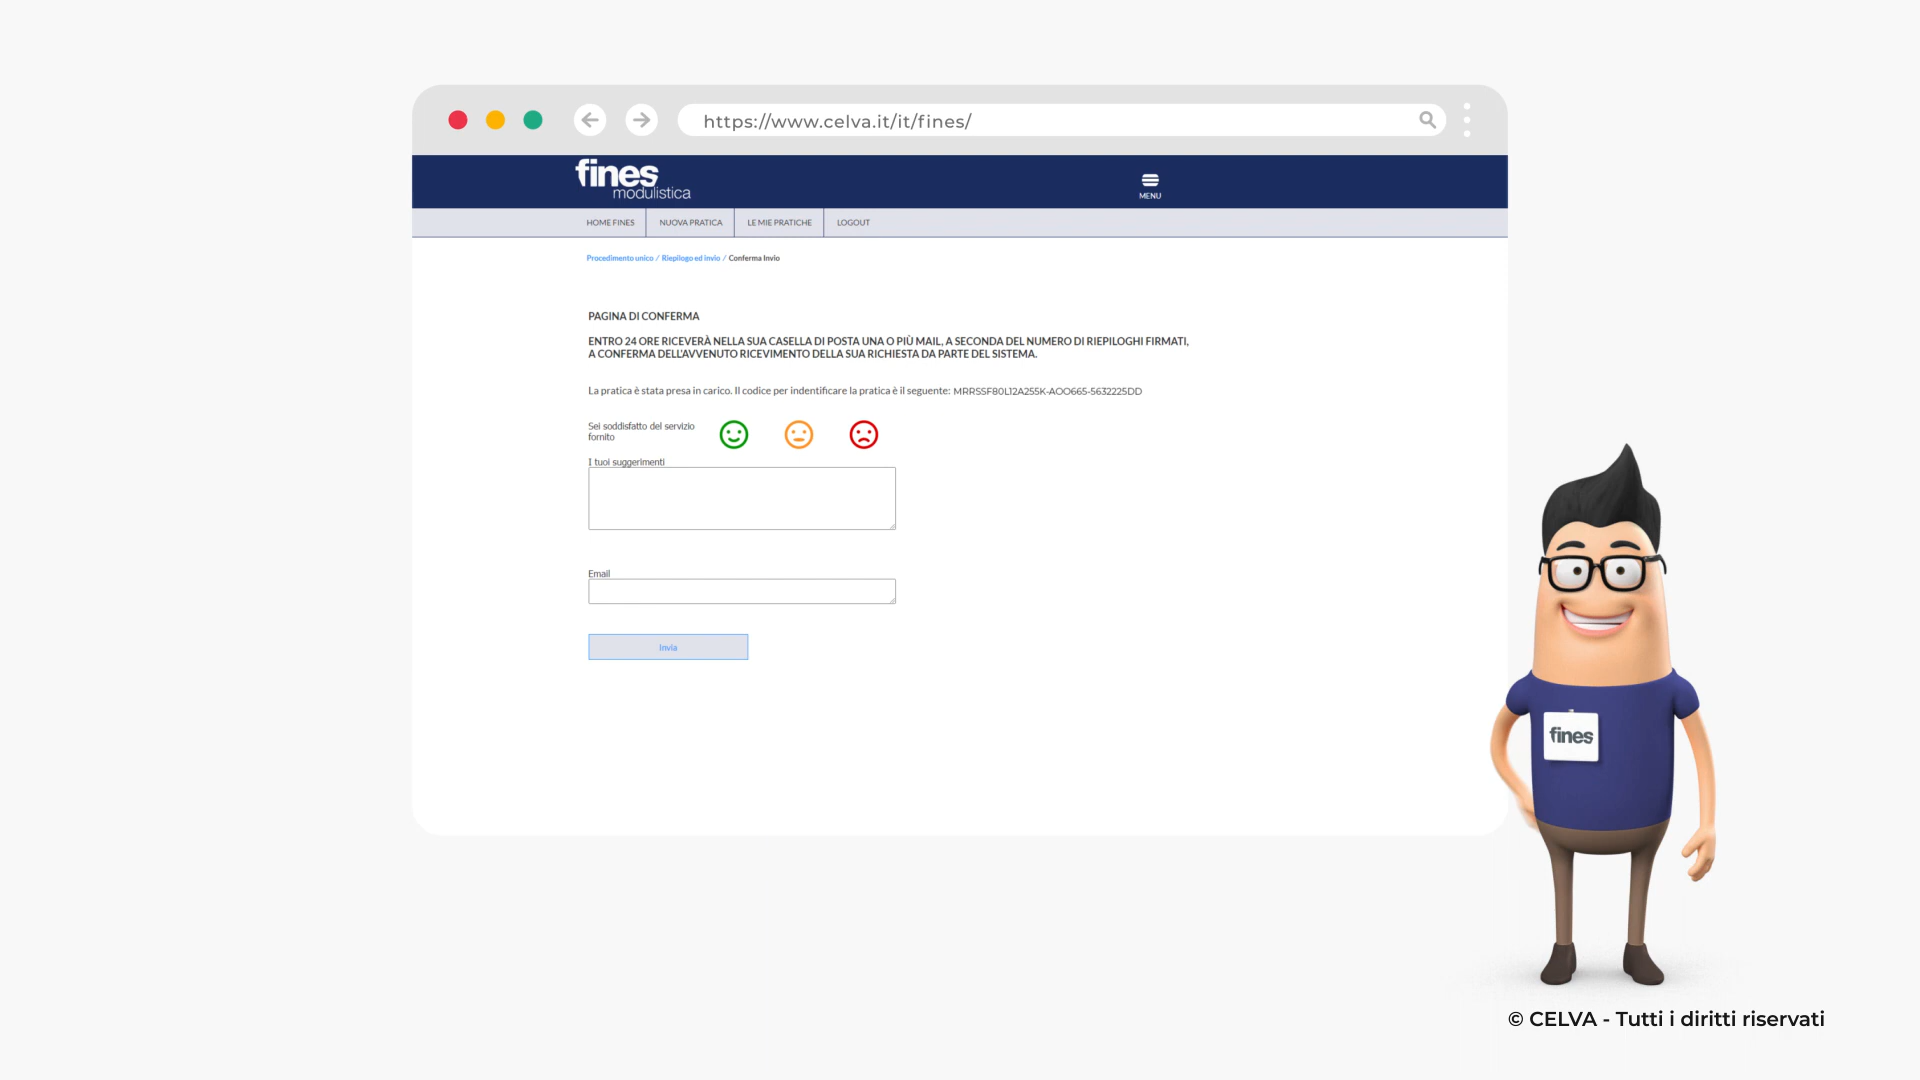 https://www.celva.it/it/fines/
fines
modulistica
MENU
HOME FINES
NUOVA PRATICA
LE MIE PRATICHE
LOGOUT
Procedimento unico / Riepilogo ed invio / Conferma Invio
PAGINA DI CONFERMA
ENTRO 24 ORE RICEVERÀ NELLA SUA CASELLA DI POSTA UNA O PIÙ MAIL, A SECONDA DEL NUMERO DI RIEPILOGHI FIRMATI,
A CONFERMA DELL'AVVENUTO RICEVIMENTO DELLA SUA RICHIESTA DA PARTE DEL SISTEMA.
La pratica è stata presa in carico. Il codice per indentificare la pratica è il seguente: MRRSSF80L12A255K-AOO665-5632225DD
Sei soddisfatto del servizio
fornito
I tuoi suggerimenti
Email
Invia
fines
© CELVA - Tutti i diritti riservati